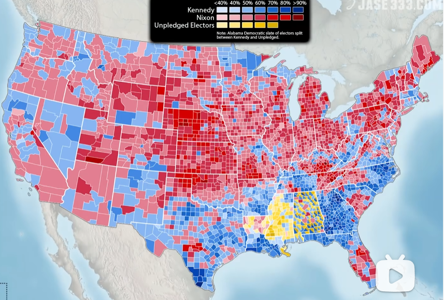 <40% 40% 50% 60% 70% 80% >90%
Kennedy
Nixon
Unpledged Electors
Note: Alabama Democratic slate of electors split
between Kennedy and Unpledged.
JASE333.COM